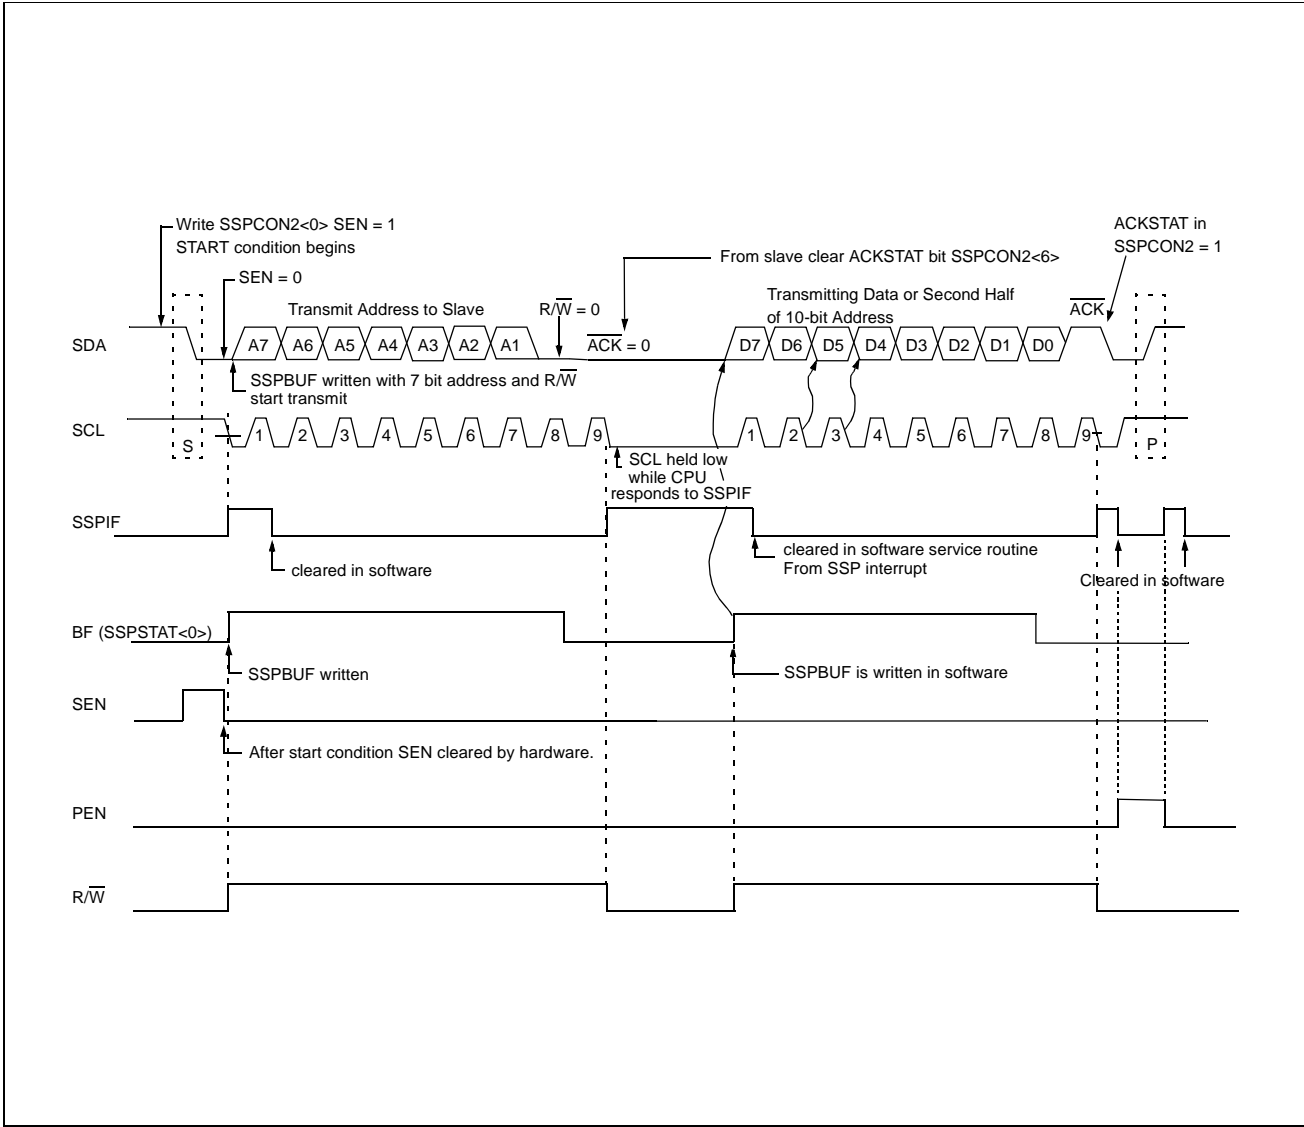 Write SSPCON2<0> SEN = 1
START condition begins
ACKSTAT in
SSPCON2 = 1
From slave clear ACKSTAT bit SSPCON2<6>
SEN = 0
Transmit Address to Slave
R/W̅ = 0
Transmitting Data or Second Half
of 10-bit Address
A̅C̅K̅
SDA
A7 A6 A5 A4 A3 A2 A1
A̅C̅K̅ = 0
D7 D6 D5 D4 D3 D2 D1 D0
SSPBUF written with 7 bit address and R/W̅
start transmit
SCL
S
1 2 3 4 5 6 7 8 9
1 2 3 4 5 6 7 8 9
P
SCL held low
while CPU
responds to SSPIF
SSPIF
cleared in software
cleared in software service routine
From SSP interrupt
Cleared in software
BF (SSPSTAT<0>)
SSPBUF written
SSPBUF is written in software
SEN
After start condition SEN cleared by hardware.
PEN
R/W̅